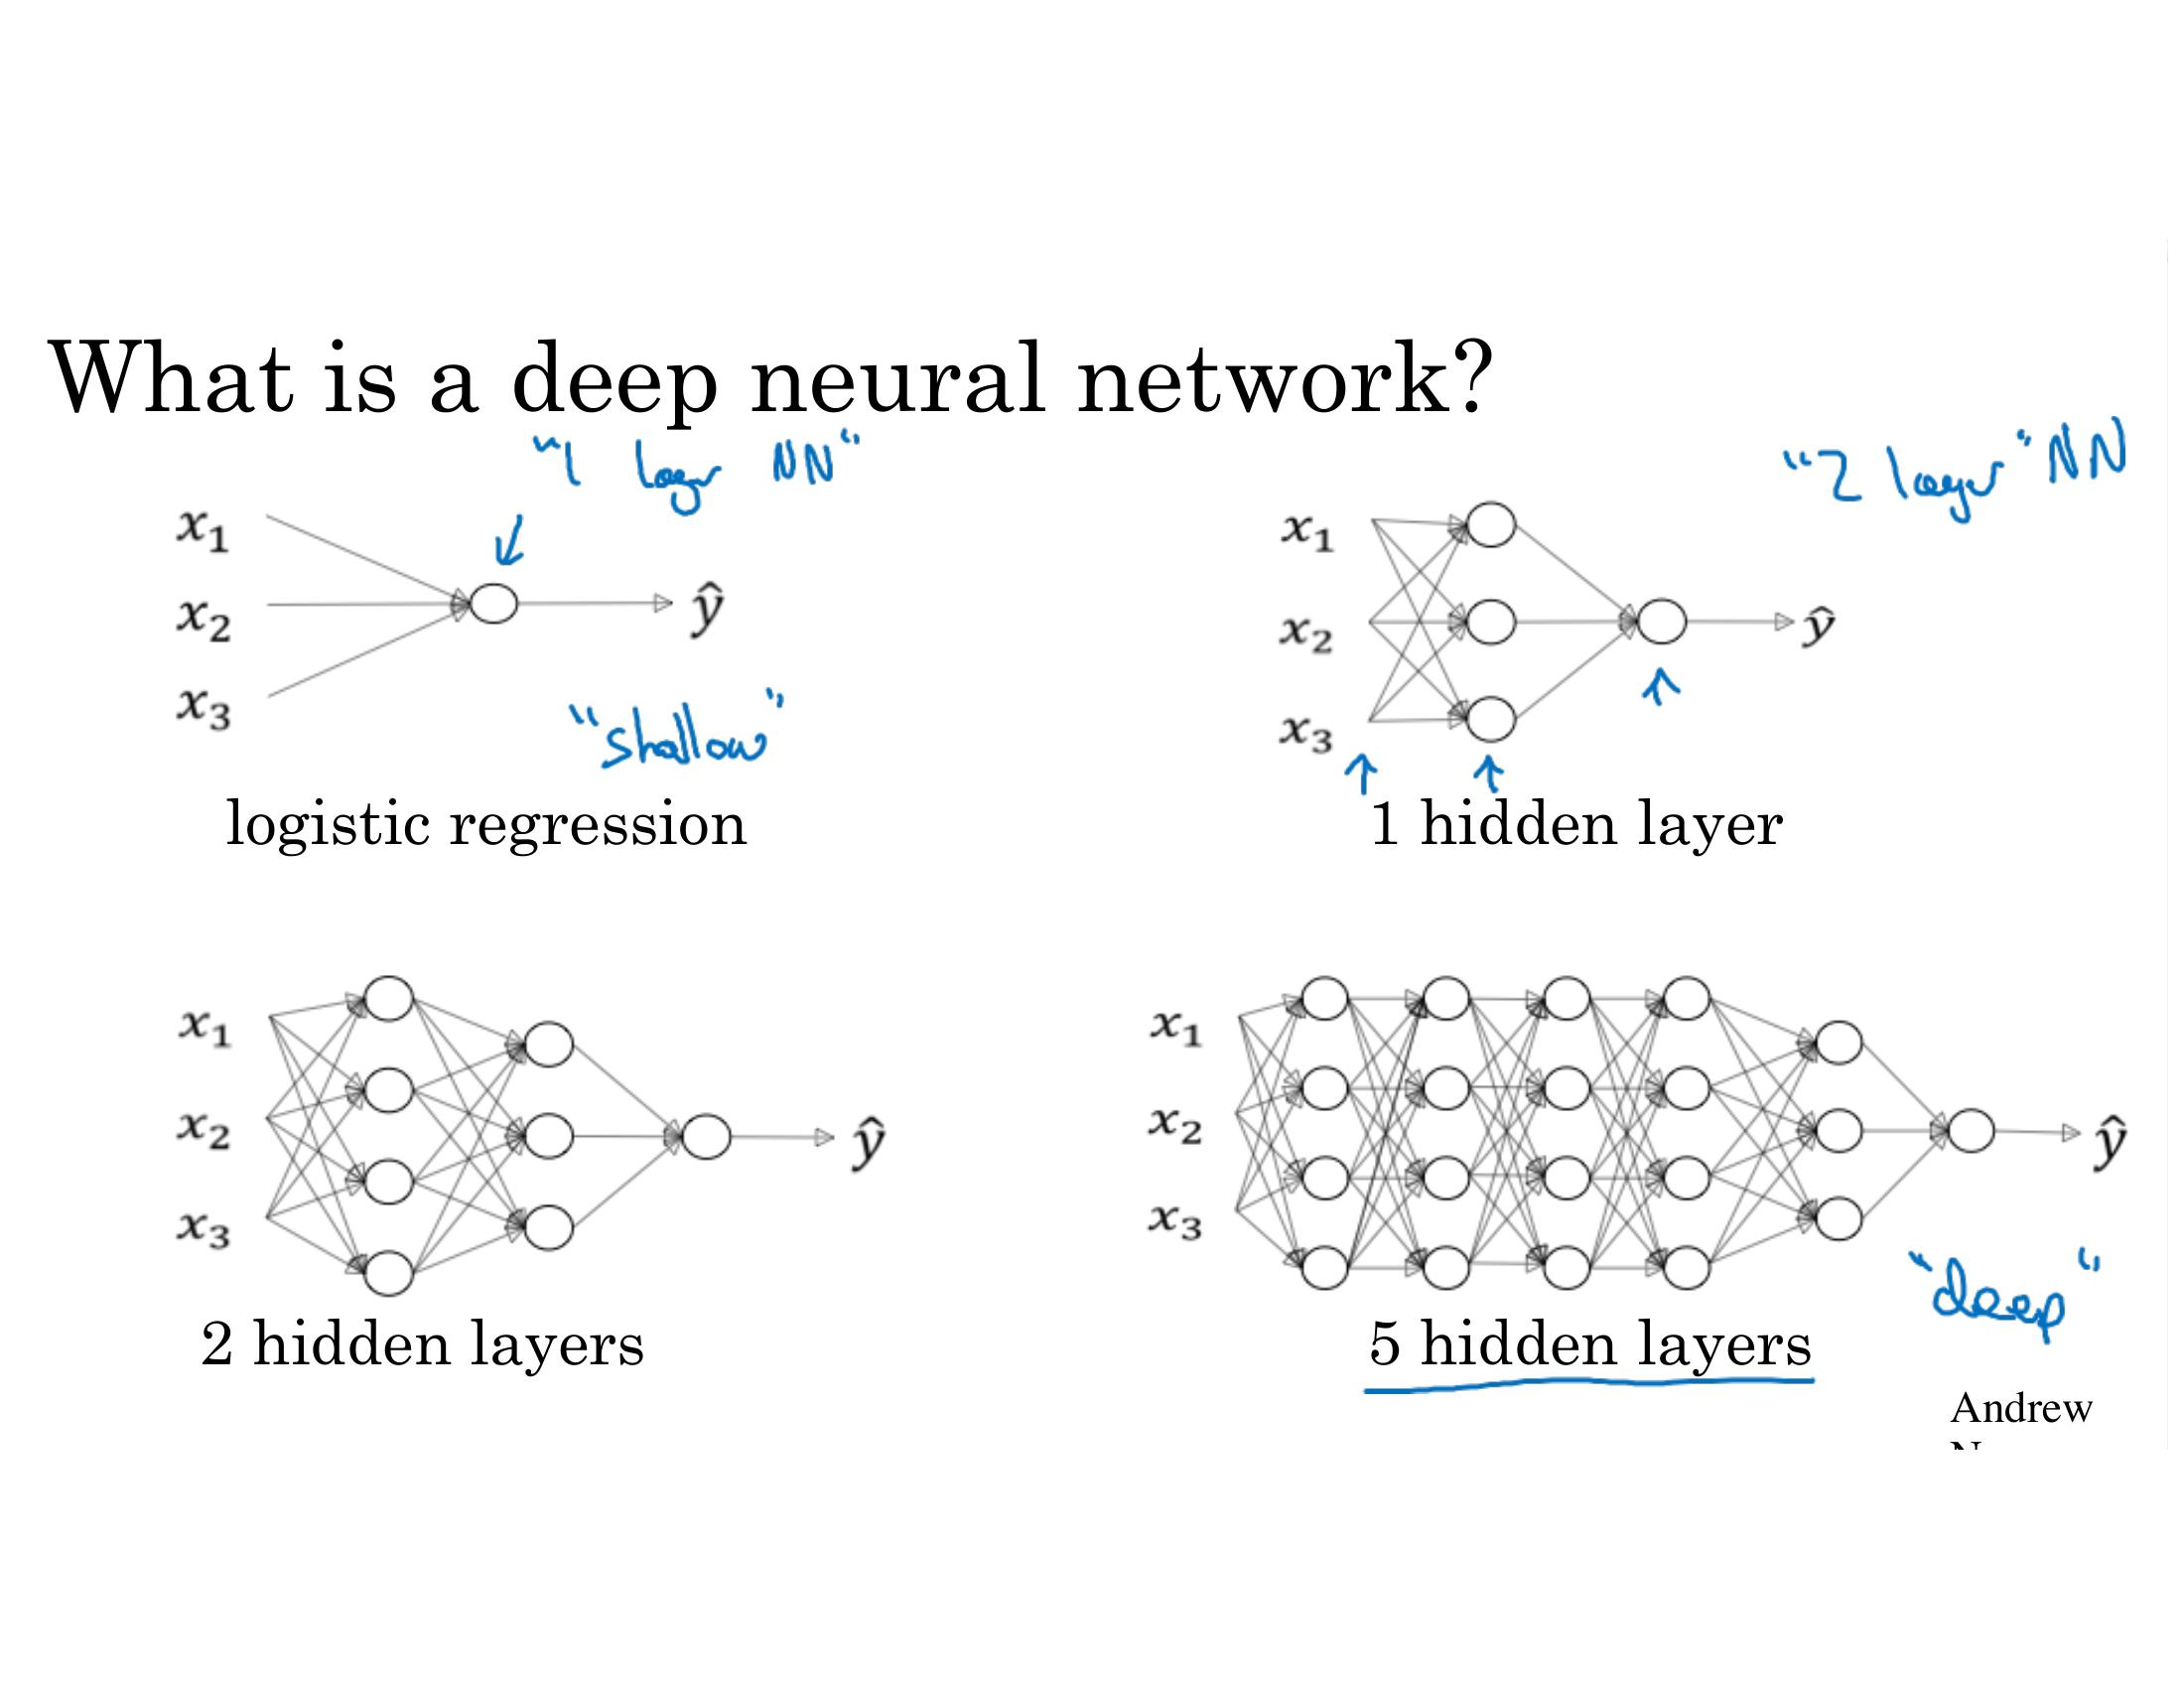 What is a deep neural network?
"1 layer NN"
x₁
x₂
x₃
ŷ
"shallow"
logistic regression
"2 layer" NN
x₁
x₂
x₃
ŷ
1 hidden layer
x₁
x₂
x₃
ŷ
2 hidden layers
x₁
x₂
x₃
ŷ
"deep"
5 hidden layers
Andrew